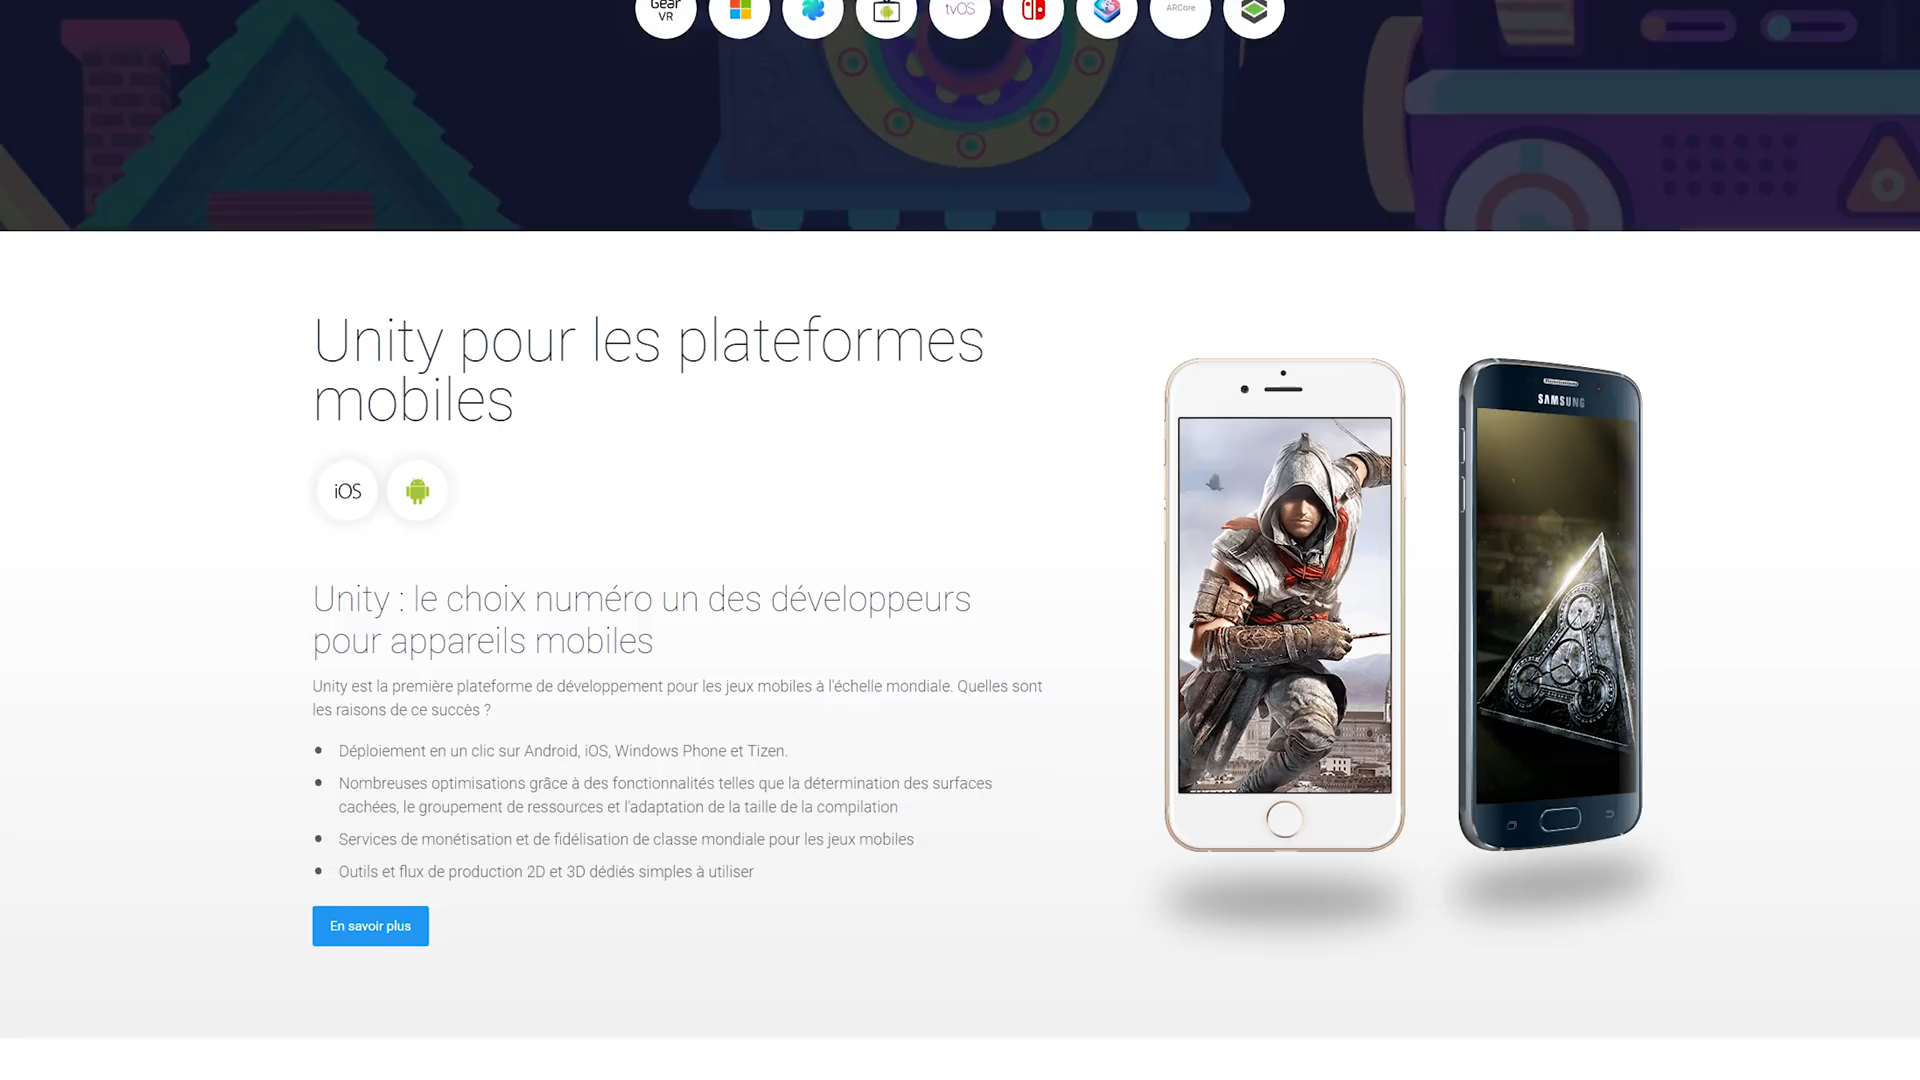 Gear
VR
tvOS
ARCore
Unity pour les plateformes
mobiles
iOS
SAMSUNG
Unity : le choix numéro un des développeurs
pour appareils mobiles
Unity est la première plateforme de développement pour les jeux mobiles à l'échelle mondiale. Quelles sont
les raisons de ce succès ?
Déploiement en un clic sur Android, iOS, Windows Phone et Tizen.
Nombreuses optimisations grâce à des fonctionnalités telles que la détermination des surfaces
cachées, le groupement de ressources et l'adaptation de la taille de la compilation
Services de monétisation et de fidélisation de classe mondiale pour les jeux mobiles
Outils et flux de production 2D et 3D dédiés simples à utiliser
En savoir plus